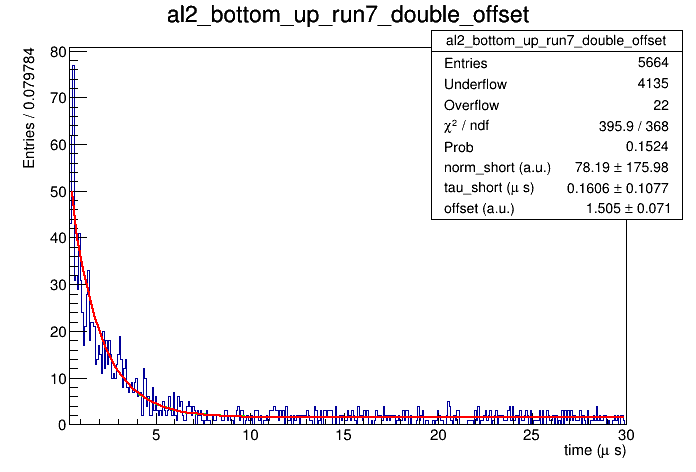 al2_bottom_up_run7_double_offset
al2_bottom_up_run7_double_offset
Entries 5664
Underflow 4135
Overflow 22
χ² / ndf 395.9 / 368
Prob 0.1524
norm_short (a.u.) 78.19 ± 175.98
tau_short (μ s) 0.1606 ± 0.1077
offset (a.u.) 1.505 ± 0.071
Entries / 0.079784
80
70
60
50
40
30
20
10
0
5 10 15 20 25 30
time (μ s)